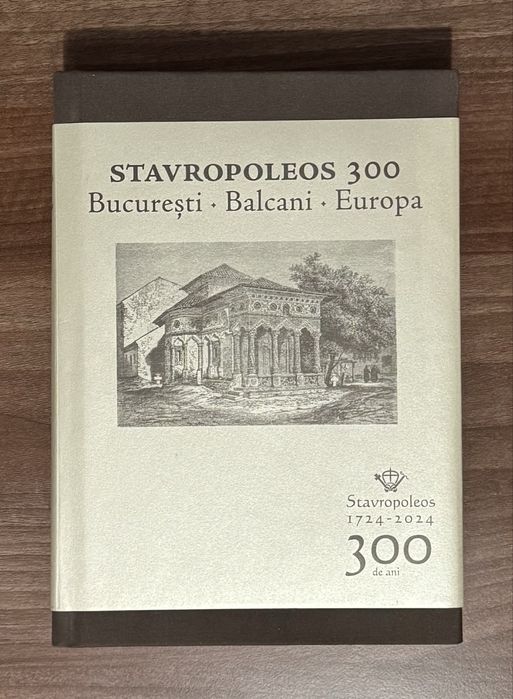 STAVROPOLEOS 300
București · Balcani · Europa
Stavropoleos
1724-2024
300
de ani